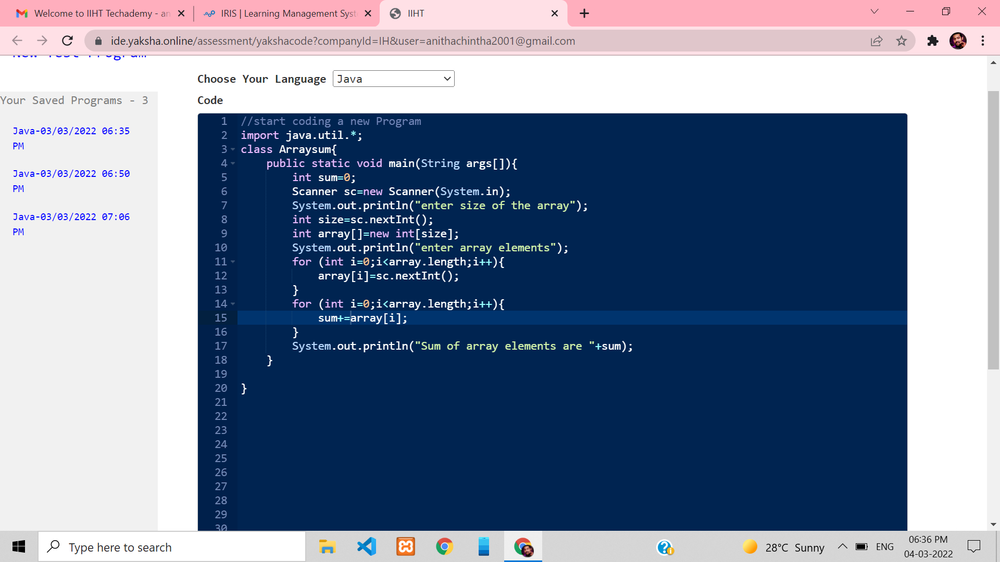 Welcome to IIHT Techademy - an
IRIS | Learning Management Syst
IIHT
ide.yaksha.online/assessment/yakshacode?companyId=IH&user=anithachintha2001@gmail.com
New Test Program
Choose Your Language Java
Your Saved Programs - 3
Java-03/03/2022 06:35
PM
Java-03/03/2022 06:50
PM
Java-03/03/2022 07:06
PM
Code
1 //start coding a new Program
2 import java.util.*;
3 class Arraysum{
4 public static void main(String args[]){
5 int sum=0;
6 Scanner sc=new Scanner(System.in);
7 System.out.println("enter size of the array");
8 int size=sc.nextInt();
9 int array[]=new int[size];
10 System.out.println("enter array elements");
11 for (int i=0;i<array.length;i++){
12 array[i]=sc.nextInt();
13 }
14 for (int i=0;i<array.length;i++){
15 sum+=array[i];
16 }
17 System.out.println("Sum of array elements are "+sum);
18 }
19
20 }
21
22
23
24
25
26
27
28
29
30
Type here to search
28°C Sunny
ENG
06:36 PM
04-03-2022